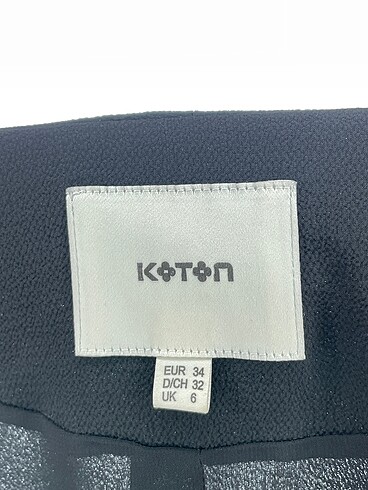 KOTON
EUR 34
D/CH 32
UK 6